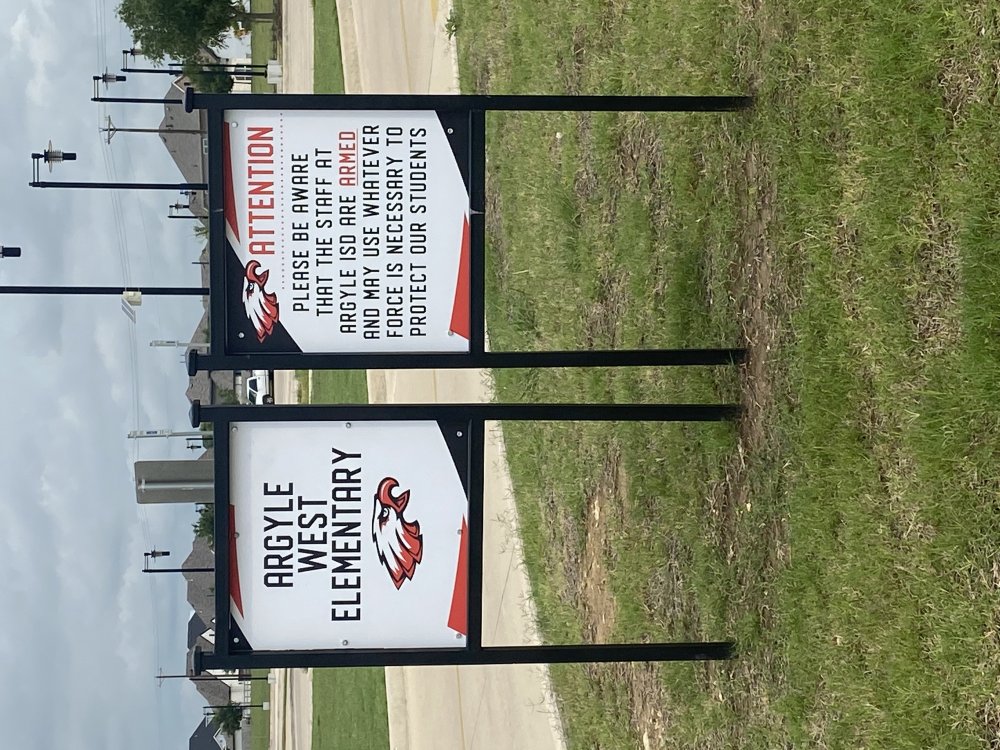 ARGYLE
WEST
ELEMENTARY
ATTENTION
PLEASE BE AWARE
THAT THE STAFF AT
ARGYLE ISD ARE ARMED
AND MAY USE WHATEVER
FORCE IS NECESSARY TO
PROTECT OUR STUDENTS